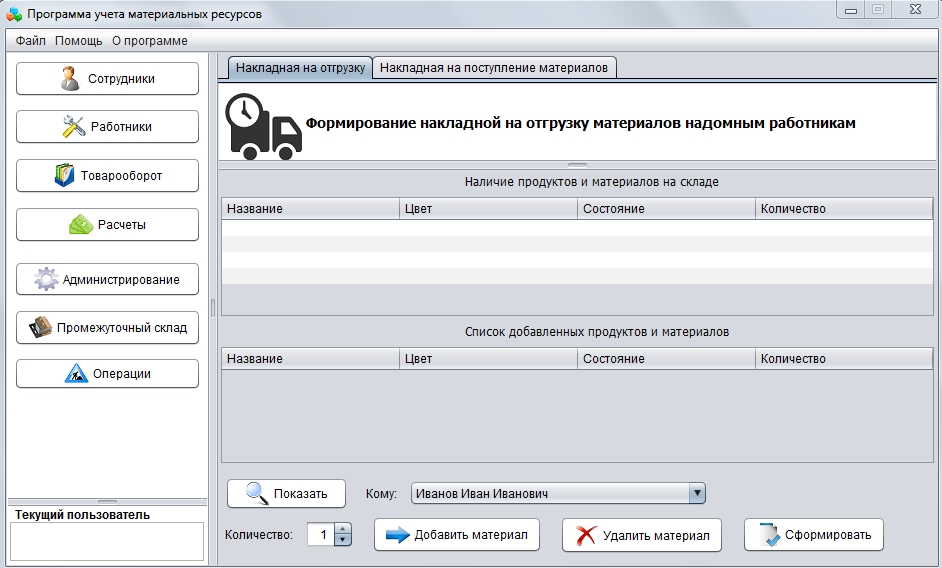 Программа учета материальных ресурсов
Файл Помощь О программе
Сотрудники
Работники
Товарооборот
Расчеты
Администрирование
Промежуточный склад
Операции
Текущий пользователь
Накладная на отгрузку Накладная на поступление материалов
Формирование накладной на отгрузку материалов надомным работникам
Наличие продуктов и материалов на складе
Название Цвет Состояние Количество
Список добавленных продуктов и материалов
Название Цвет Состояние Количество
Показать Кому: Иванов Иван Иванович
Количество: 1 Добавить материал Удалить материал Сформировать